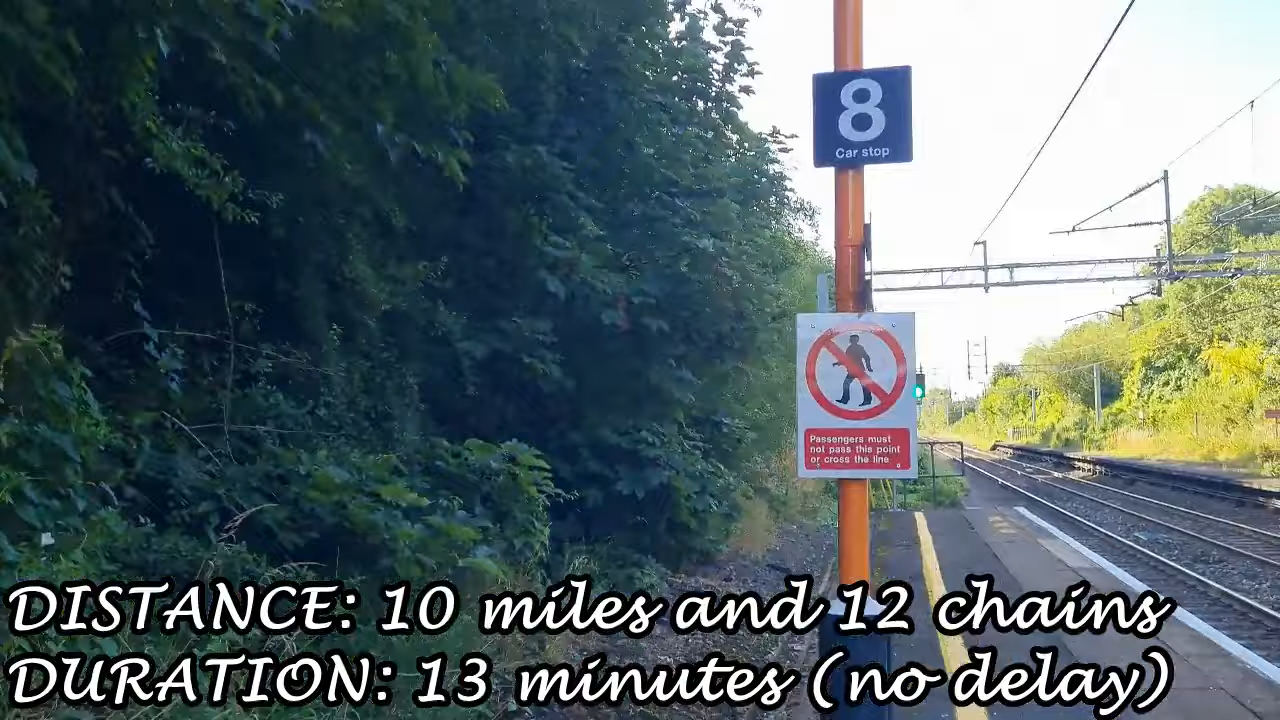 8
Car stop
Passengers must
not pass this point
or cross the line
DISTANCE: 10 miles and 12 chains
DURATION: 13 minutes (no delay)